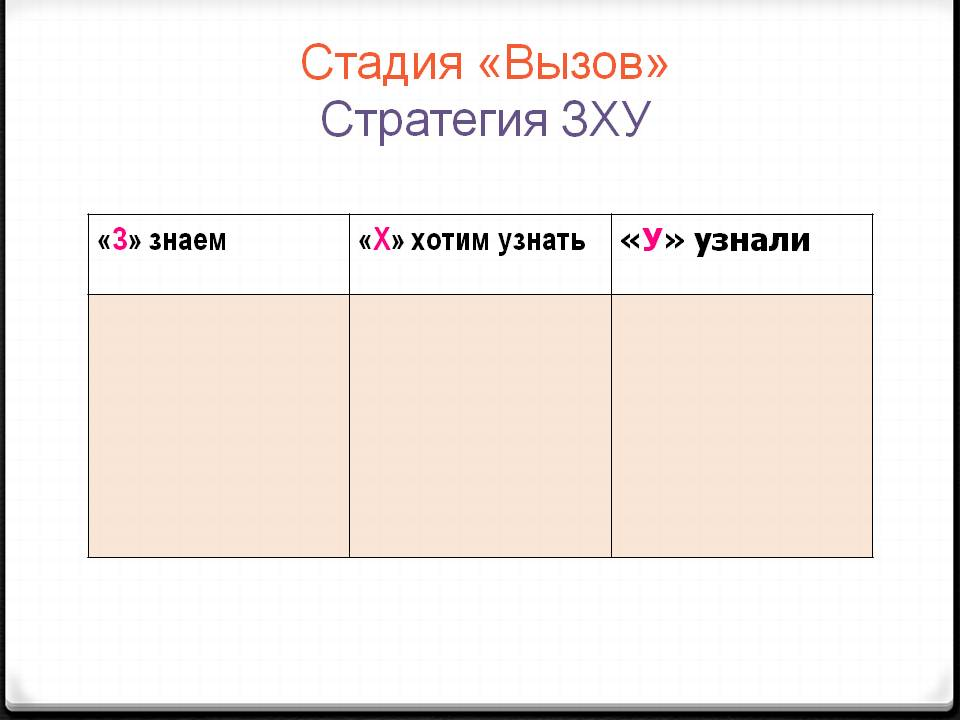 Стадия «Вызов»
Стратегия ЗХУ
«З» знаем
«Х» хотим узнать
«У» узнали